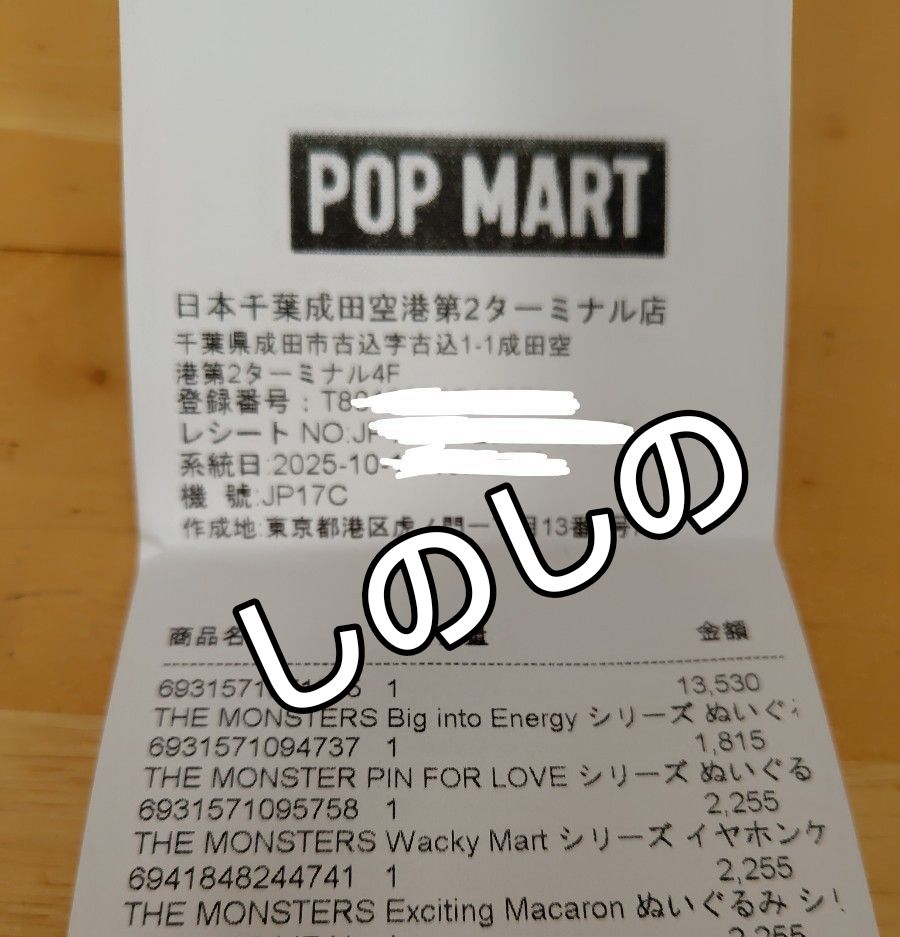 POP MART
日本千葉成田空港第2ターミナル店
千葉県成田市古込字古込1-1成田空
港第2ターミナル4F
登録番号：T80
レシート NO:JP
系統日:2025-10-
機 號:JP17C
作成地:東京都港区虎ノ門一 13番
しのしの
商品名 金額
1 13,530
THE MONSTERS Big into Energy シリーズ ぬいぐ
6931571094737 1 1,815
THE MONSTER PIN FOR LOVE シリーズ ぬいぐる
6931571095758 1 2,255
THE MONSTERS Wacky Mart シリーズ イヤホンケ
6941848244741 1 2,255
THE MONSTERS Exciting Macaron ぬいぐるみ シ